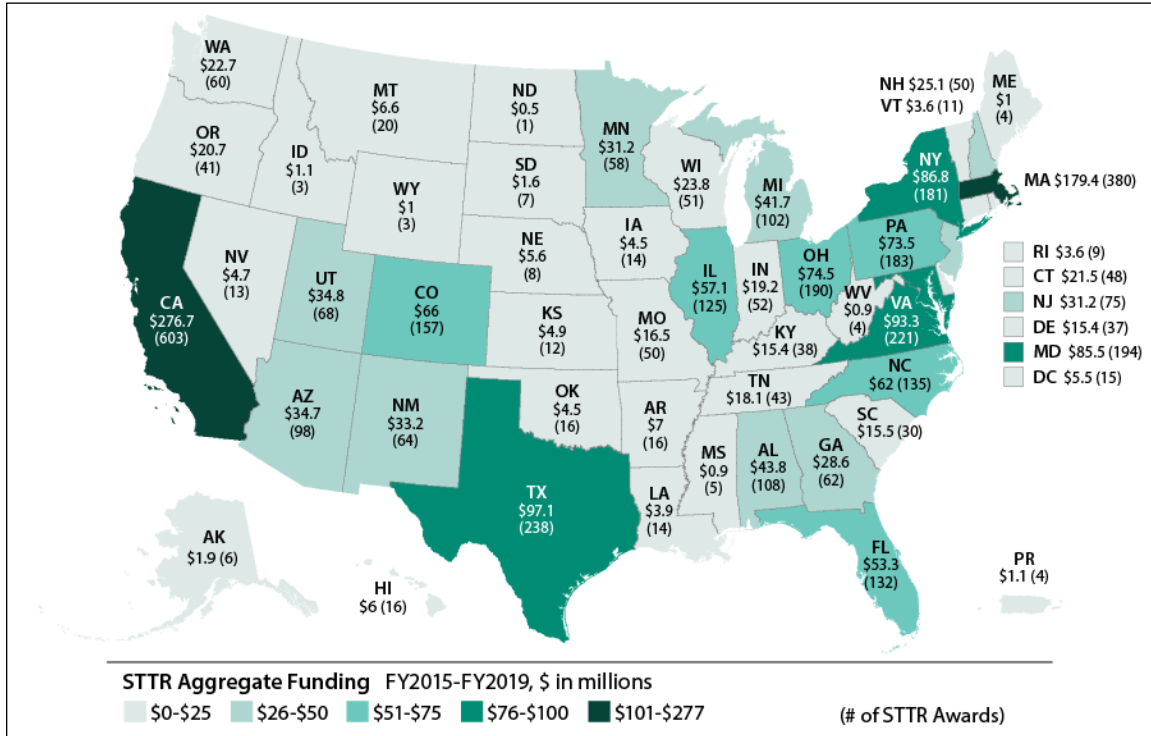 WA
$22.7
(60)
MT
$6.6
(20)
ND
$0.5
(1)
MN
$31.2
(58)
NH $25.1 (50)
VT $3.6 (11)
ME
$1
(4)
OR
$20.7
(41)
ID
$1.1
(3)
SD
$1.6
(7)
WI
$23.8
(51)
MI
$41.7
(102)
NY
$86.8
(181)
MA $179.4 (380)
WY
$1
(3)
IA
$4.5
(14)
NE
$5.6
(8)
PA
$73.5
(183)
RI $3.6 (9)
CT $21.5 (48)
NJ $31.2 (75)
DE $15.4 (37)
MD $85.5 (194)
DC $5.5 (15)
NV
$4.7
(13)
UT
$34.8
(68)
CO
$66
(157)
IL
$57.1
(125)
IN
$19.2
(52)
OH
$74.5
(190)
WV
$0.9
(4)
VA
$93.3
(221)
CA
$276.7
(603)
KS
$4.9
(12)
MO
$16.5
(50)
KY
$15.4 (38)
NC
$62 (135)
TN
$18.1 (43)
AZ
$34.7
(98)
NM
$33.2
(64)
OK
$4.5
(16)
AR
$7
(16)
SC
$15.5 (30)
MS
$0.9
(5)
AL
$43.8
(108)
GA
$28.6
(62)
TX
$97.1
(238)
LA
$3.9
(14)
FL
$53.3
(132)
AK
$1.9 (6)
HI
$6 (16)
PR
$1.1 (4)
STTR Aggregate Funding FY2015-FY2019, $ in millions
$0-$25 $26-$50 $51-$75 $76-$100 $101-$277 (# of STTR Awards)